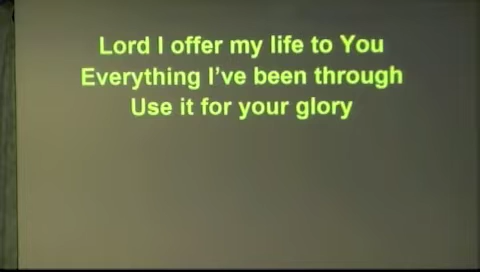 Lord I offer my life to You
Everything I've been through
Use it for your glory